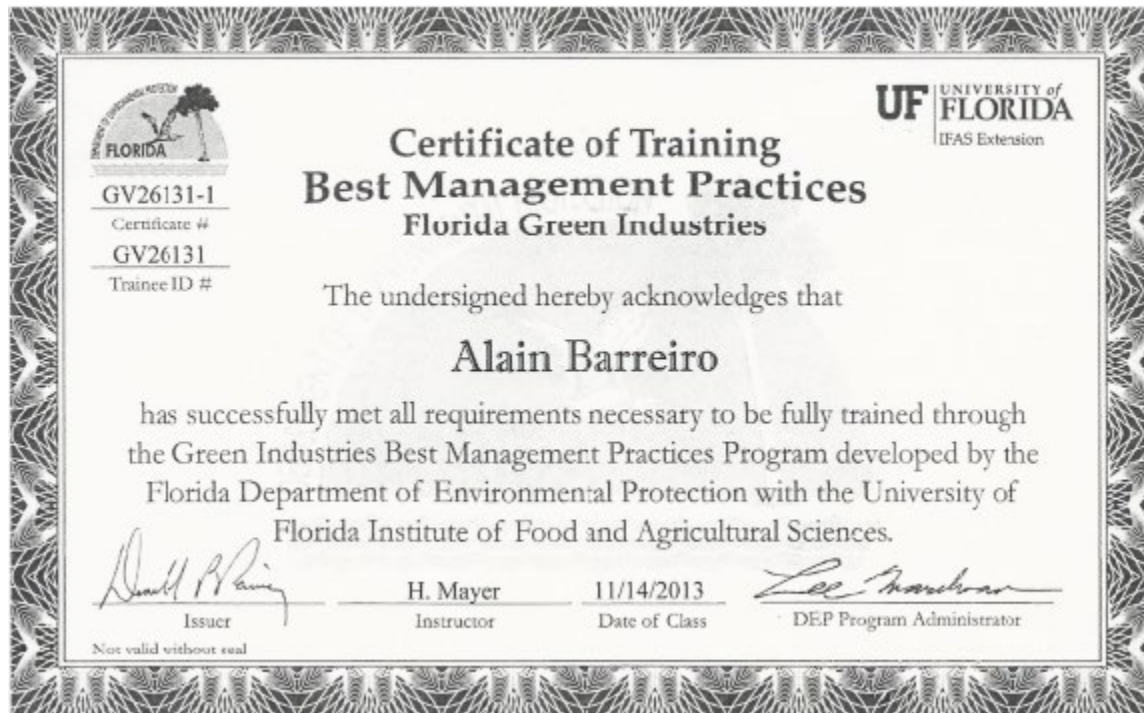 FLORIDA
GV26131-1
Certificate #
GV26131
Trainee ID #
UF UNIVERSITY of
FLORIDA
IFAS Extension
Certificate of Training
Best Management Practices
Florida Green Industries
The undersigned hereby acknowledges that
Alain Barreiro
has successfully met all requirements necessary to be fully trained through
the Green Industries Best Management Practices Program developed by the
Florida Department of Environmental Protection with the University of
Florida Institute of Food and Agricultural Sciences.
H. Mayer
11/14/2013
Issuer
Instructor
Date of Class
DEP Program Administrator
Not valid without seal